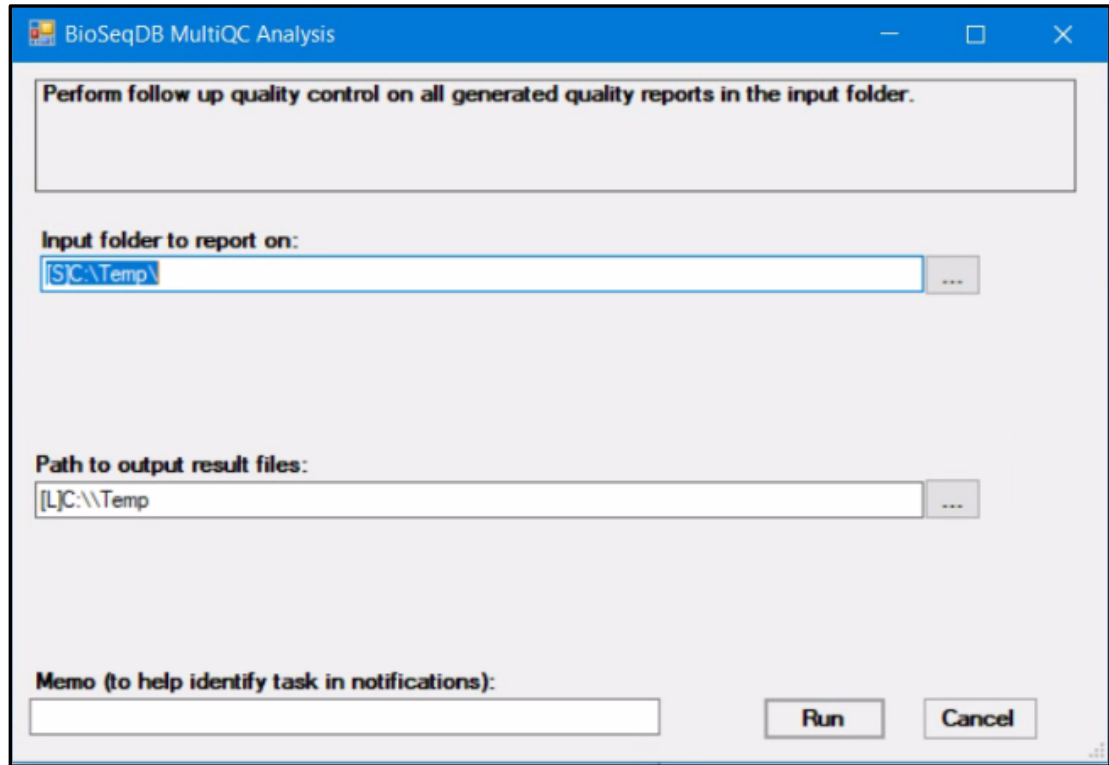 BioSeqDB MultiQC Analysis
Perform follow up quality control on all generated quality reports in the input folder.
Input folder to report on:
[S]C:\Temp\
...
Path to output result files:
[L]C:\\Temp
...
Memo (to help identify task in notifications):
Run
Cancel